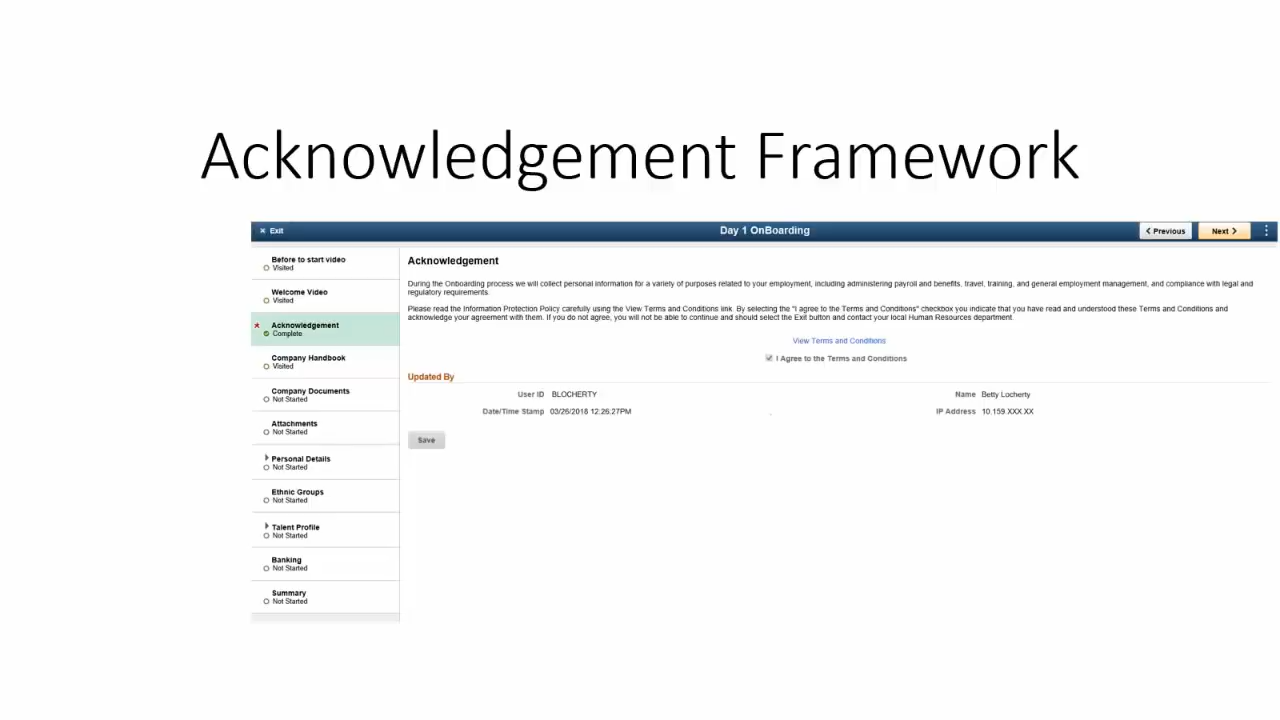 Acknowledgement Framework
× Exit
Day 1 OnBoarding
Previous
Next
Before to start video
Visited
Welcome Video
Visited
* Acknowledgement
Complete
Company Handbook
Visited
Company Documents
Not Started
Attachments
Not Started
Personal Details
Not Started
Ethnic Groups
Not Started
Talent Profile
Not Started
Banking
Not Started
Summary
Not Started
Acknowledgement
During the Onboarding process we will collect personal information for a variety of purposes related to your employment, including administering payroll and benefits, travel, training, and general employment management, and compliance with legal and
regulatory requirements.
Please read the Information Protection Policy carefully using the View Terms and Conditions link. By selecting the "I agree to the Terms and Conditions" checkbox you indicate that you have read and understood these Terms and Conditions and
acknowledge your agreement with them. If you do not agree, you will not be able to continue and should select the Exit button and contact your local Human Resources department.
View Terms and Conditions
I Agree to the Terms and Conditions
Updated By
User ID BLOCHERTY
Name Betty Locherty
Date/Time Stamp 03/26/2018 12:26:27PM
IP Address 10.159.XXX.XX
Save